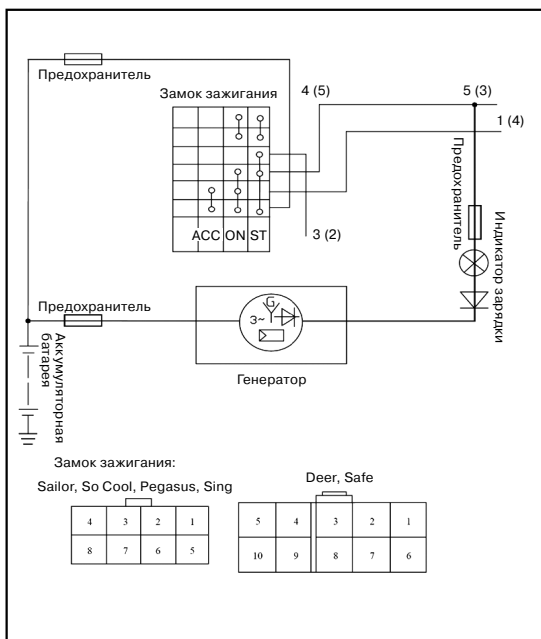 Предохранитель
Замок зажигания
4 (5)
5 (3)
1 (4)
Предохранитель
Индикатор зарядки
ACC ON ST
3 (2)
Предохранитель
Аккумуляторная
батарея
G
3~
Генератор
Замок зажигания:
Sailor, So Cool, Pegasus, Sing
Deer, Safe
4 3 2 1
8 7 6 5
5 4 3 2 1
10 9 8 7 6